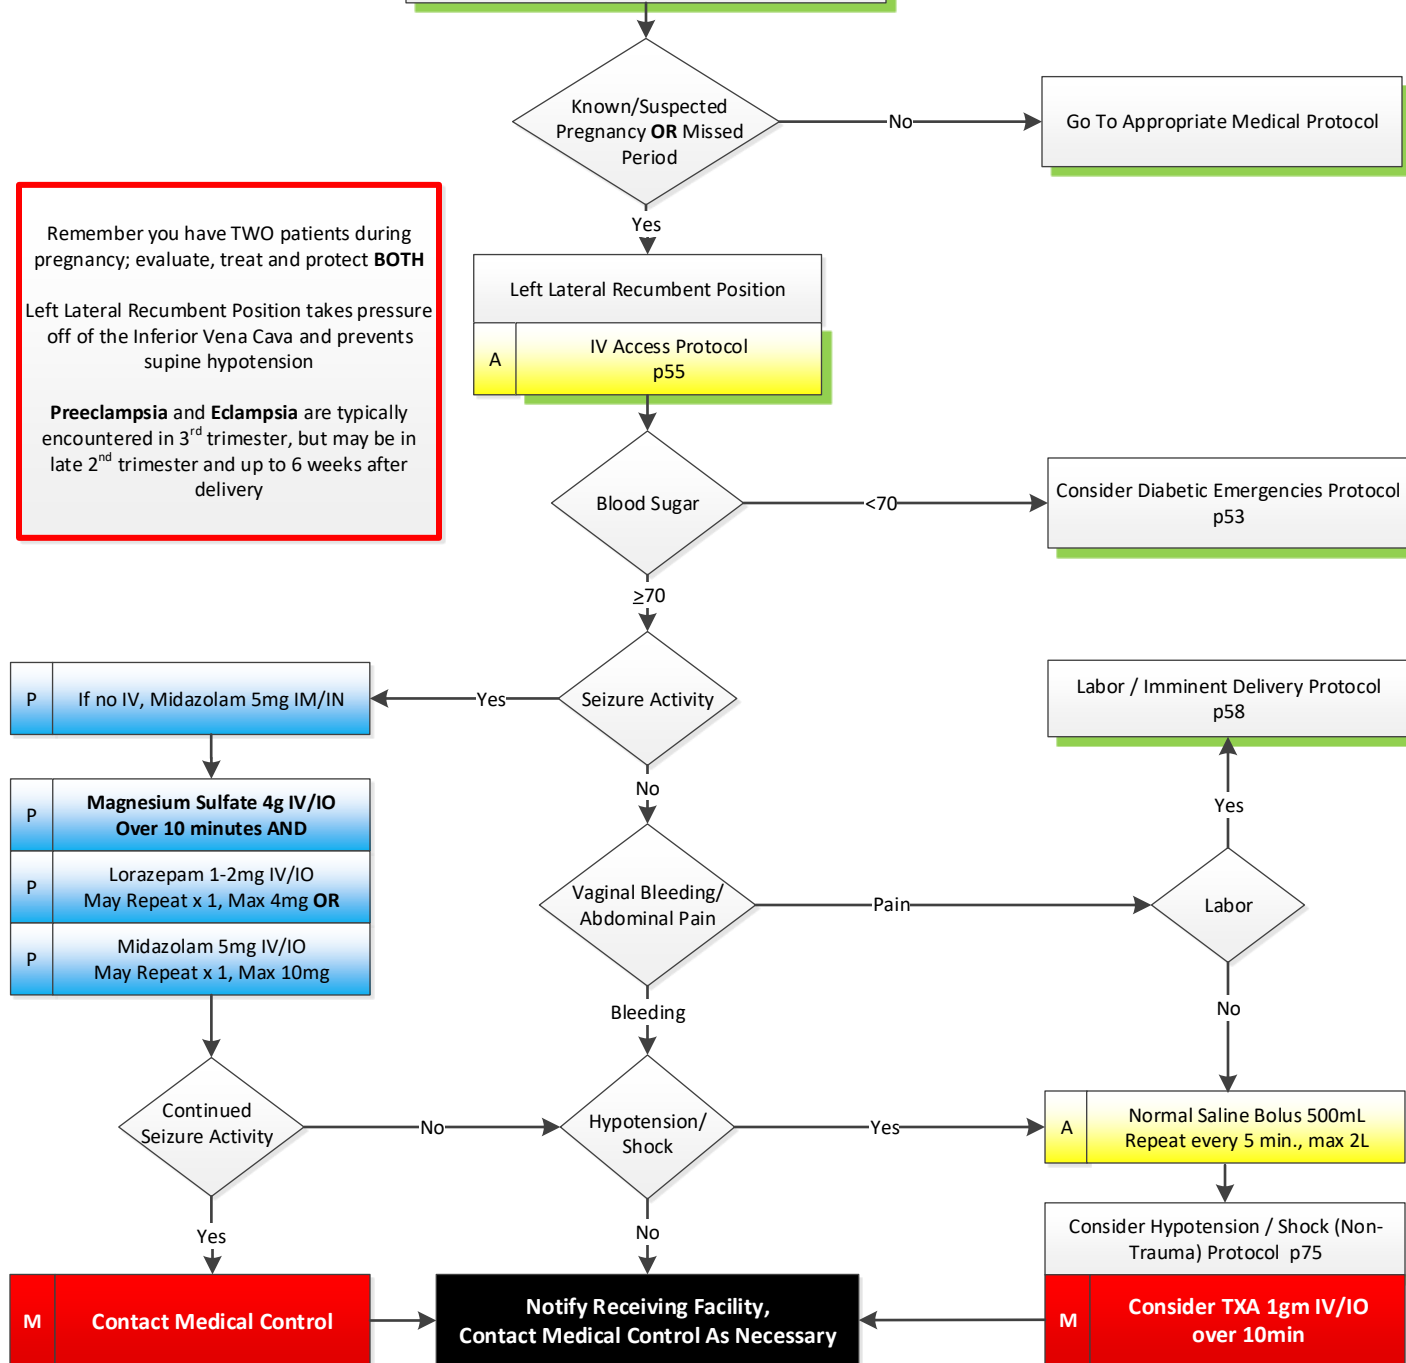 Known/Suspected
Pregnancy OR Missed
Period
No
Go To Appropriate Medical Protocol
Yes
Remember you have TWO patients during
pregnancy; evaluate, treat and protect BOTH
Left Lateral Recumbent Position takes pressure
off of the Inferior Vena Cava and prevents
supine hypotension
Preeclampsia and Eclampsia are typically
encountered in 3rd trimester, but may be in
late 2nd trimester and up to 6 weeks after
delivery
Left Lateral Recumbent Position
A
IV Access Protocol
p55
Blood Sugar
<70
Consider Diabetic Emergencies Protocol
p53
≥70
Seizure Activity
Yes
P
If no IV, Midazolam 5mg IM/IN
P
Magnesium Sulfate 4g IV/IO
Over 10 minutes AND
P
Lorazepam 1-2mg IV/IO
May Repeat x 1, Max 4mg OR
P
Midazolam 5mg IV/IO
May Repeat x 1, Max 10mg
No
Vaginal Bleeding/
Abdominal Pain
Pain
Labor
Yes
Labor / Imminent Delivery Protocol
p58
No
Bleeding
Continued
Seizure Activity
No
Hypotension/
Shock
Yes
A
Normal Saline Bolus 500mL
Repeat every 5 min., max 2L
Consider Hypotension / Shock (Non-
Trauma) Protocol p75
M
Consider TXA 1gm IV/IO
over 10min
Yes
No
M
Contact Medical Control
Notify Receiving Facility,
Contact Medical Control As Necessary